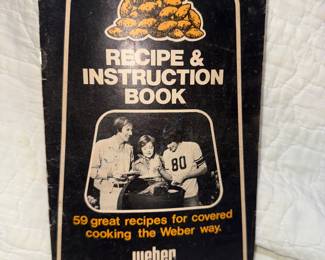 RECIPE &
INSTRUCTION
BOOK
80
59 great recipes for covered
cooking the Weber way.
weber